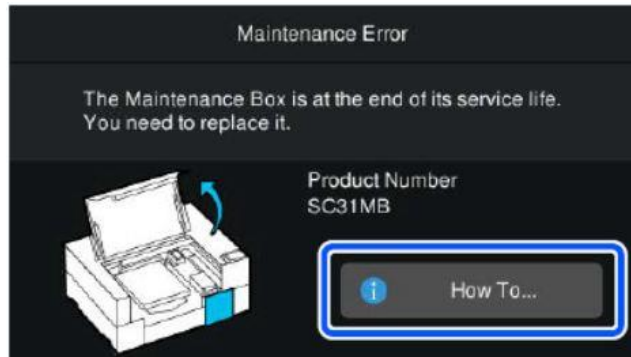 Maintenance Error
The Maintenance Box is at the end of its service life.
You need to replace it.
Product Number
SC31MB
How To...